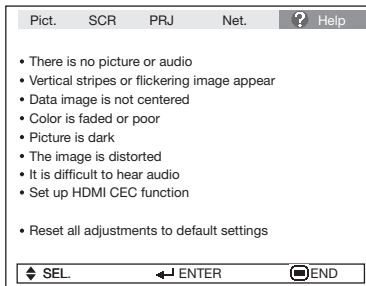 Pict. SCR PRJ Net. ? Help
• There is no picture or audio
• Vertical stripes or flickering image appear
• Data image is not centered
• Color is faded or poor
• Picture is dark
• The image is distorted
• It is difficult to hear audio
• Set up HDMI CEC function
• Reset all adjustments to default settings
SEL. ENTER END